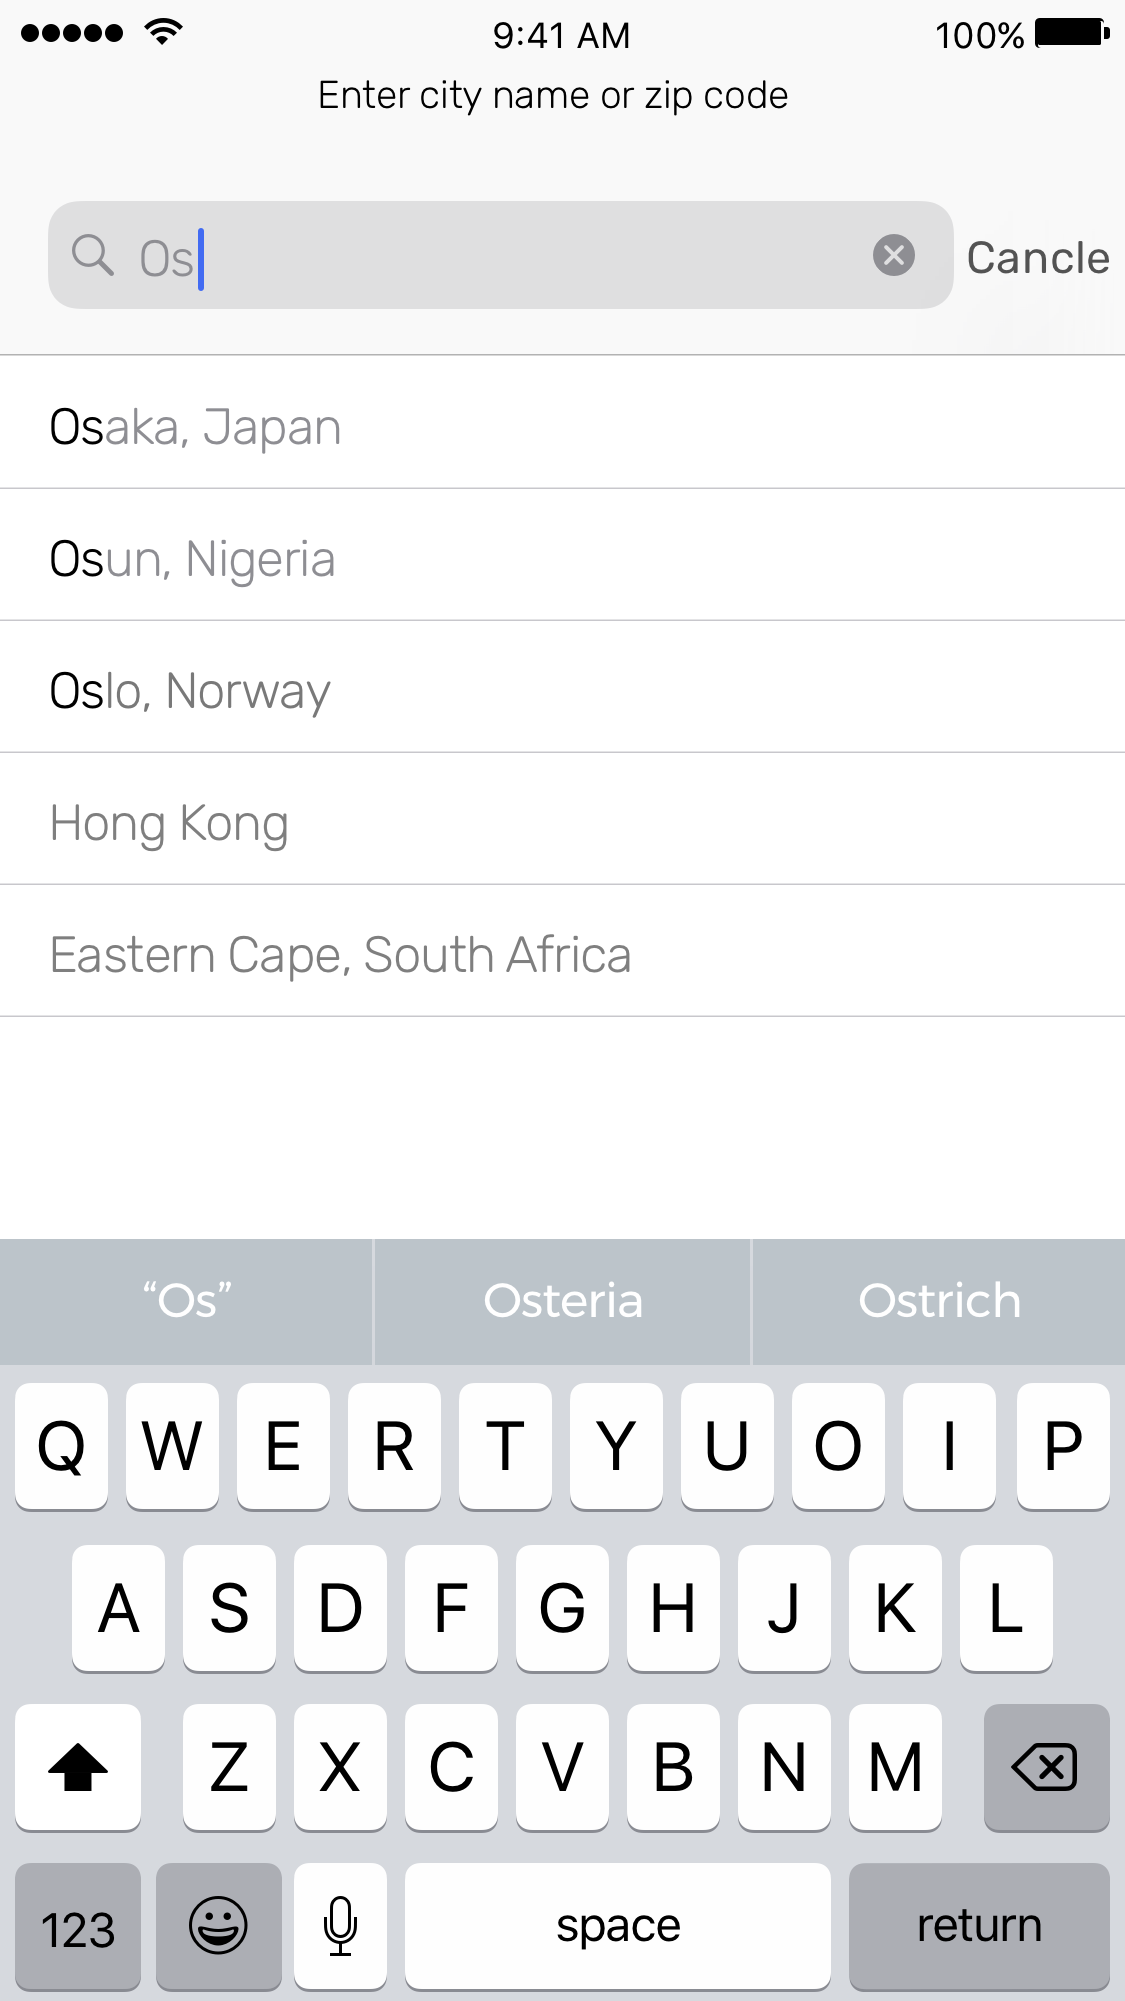 9:41 AM 100%
Enter city name or zip code
Os Cancle
Osaka, Japan
Osun, Nigeria
Oslo, Norway
Hong Kong
Eastern Cape, South Africa
“Os” Osteria Ostrich
Q W E R T Y U O I P
A S D F G H J K L
Z X C V B N M
123 space return